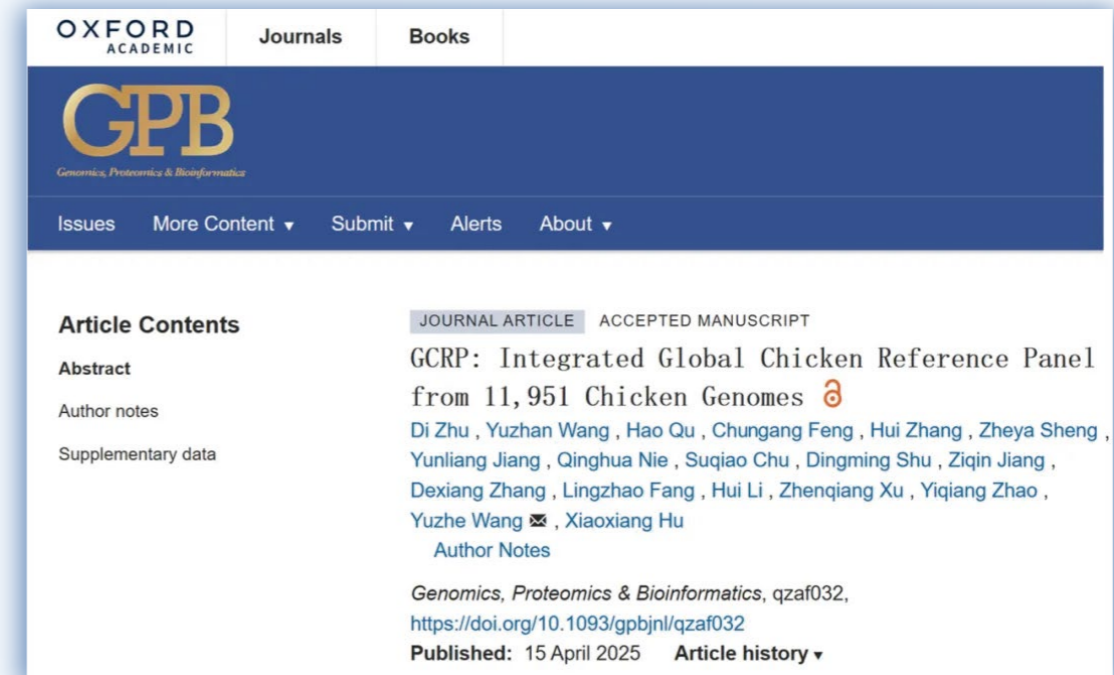 OXFORD
ACADEMIC
Journals
Books
GPB
Genomics, Proteomics & Bioinformatics
Issues
More Content ▾
Submit ▾
Alerts
About ▾
Article Contents
Abstract
Author notes
Supplementary data
JOURNAL ARTICLE ACCEPTED MANUSCRIPT
GCRP: Integrated Global Chicken Reference Panel
from 11,951 Chicken Genomes
Di Zhu , Yuzhan Wang , Hao Qu , Chungang Feng , Hui Zhang , Zheya Sheng ,
Yunliang Jiang , Qinghua Nie , Suqiao Chu , Dingming Shu , Ziqin Jiang ,
Dexiang Zhang , Lingzhao Fang , Hui Li , Zhenqiang Xu , Yiqiang Zhao ,
Yuzhe Wang ✉ , Xiaoxiang Hu
Author Notes
Genomics, Proteomics & Bioinformatics, qzaf032,
https://doi.org/10.1093/gpbjnl/qzaf032
Published: 15 April 2025 Article history ▾